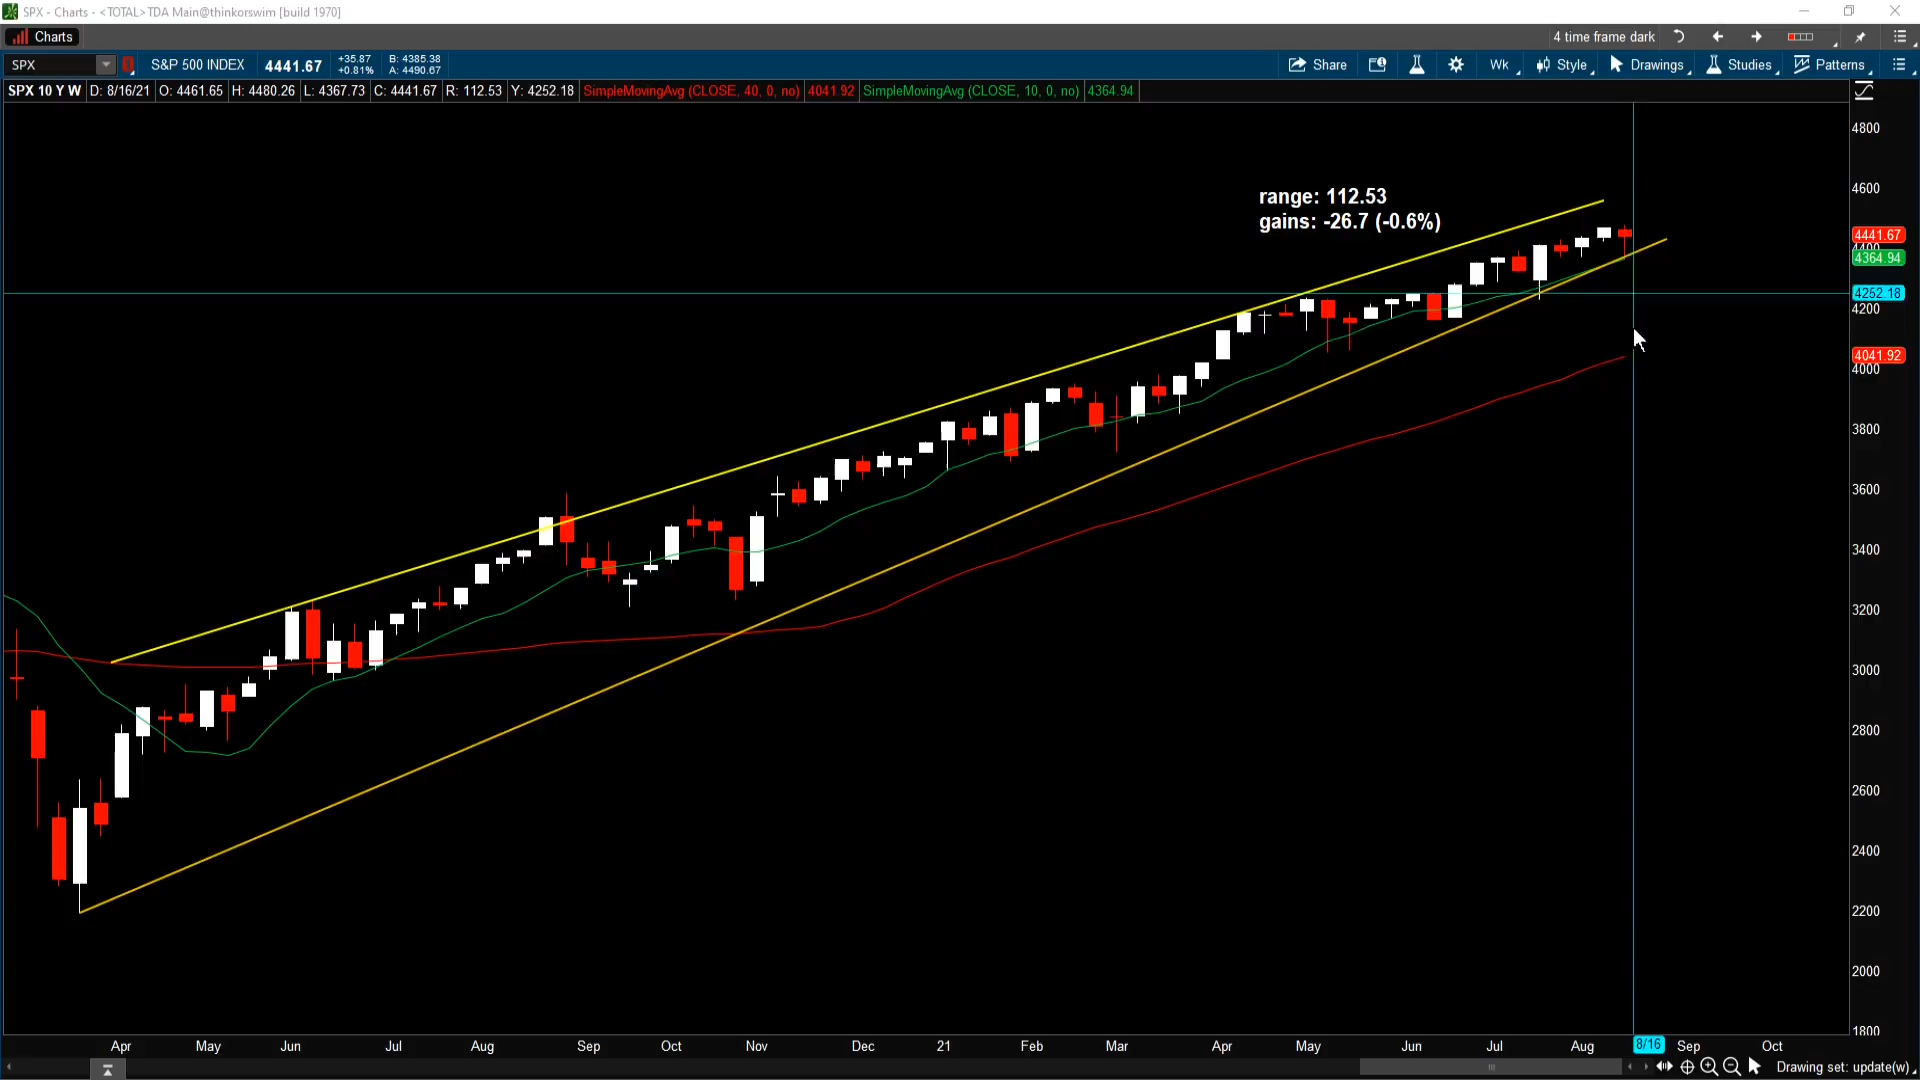 SPX - Charts - <TOTAL> TDA Main@thinkorswim [build 1970]
Charts
4 time frame dark
SPX
S&P 500 INDEX
4441.67
+35.87
+0.81%
B: 4385.38
A: 4490.67
Share
Wk
Style
Drawings
Studies
Patterns
SPX 10 Y W D: 8/16/21 O: 4461.65 H: 4480.26 L: 4367.73 C: 4441.67 R: 112.53 Y: 4252.18 SimpleMovingAvg (CLOSE, 40, 0, no) 4041.92 SimpleMovingAvg (CLOSE, 10, 0, no) 4364.94
range: 112.53
gains: -26.7 (-0.6%)
4800
4600
4441.67
4400
4364.94
4252.18
4200
4041.92
4000
3800
3600
3400
3200
3000
2800
2600
2400
2200
2000
1800
Apr May Jun Jul Aug Sep Oct Nov Dec 21 Feb Mar Apr May Jun Jul Aug 8/16 Sep Oct
Drawing set: update(w)